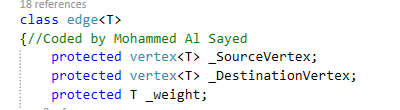 18 references
class edge<T>
{//Coded by Mohammed Al Sayed
protected vertex<T> _SourceVertex;
protected vertex<T> _DestinationVertex;
protected T _weight;